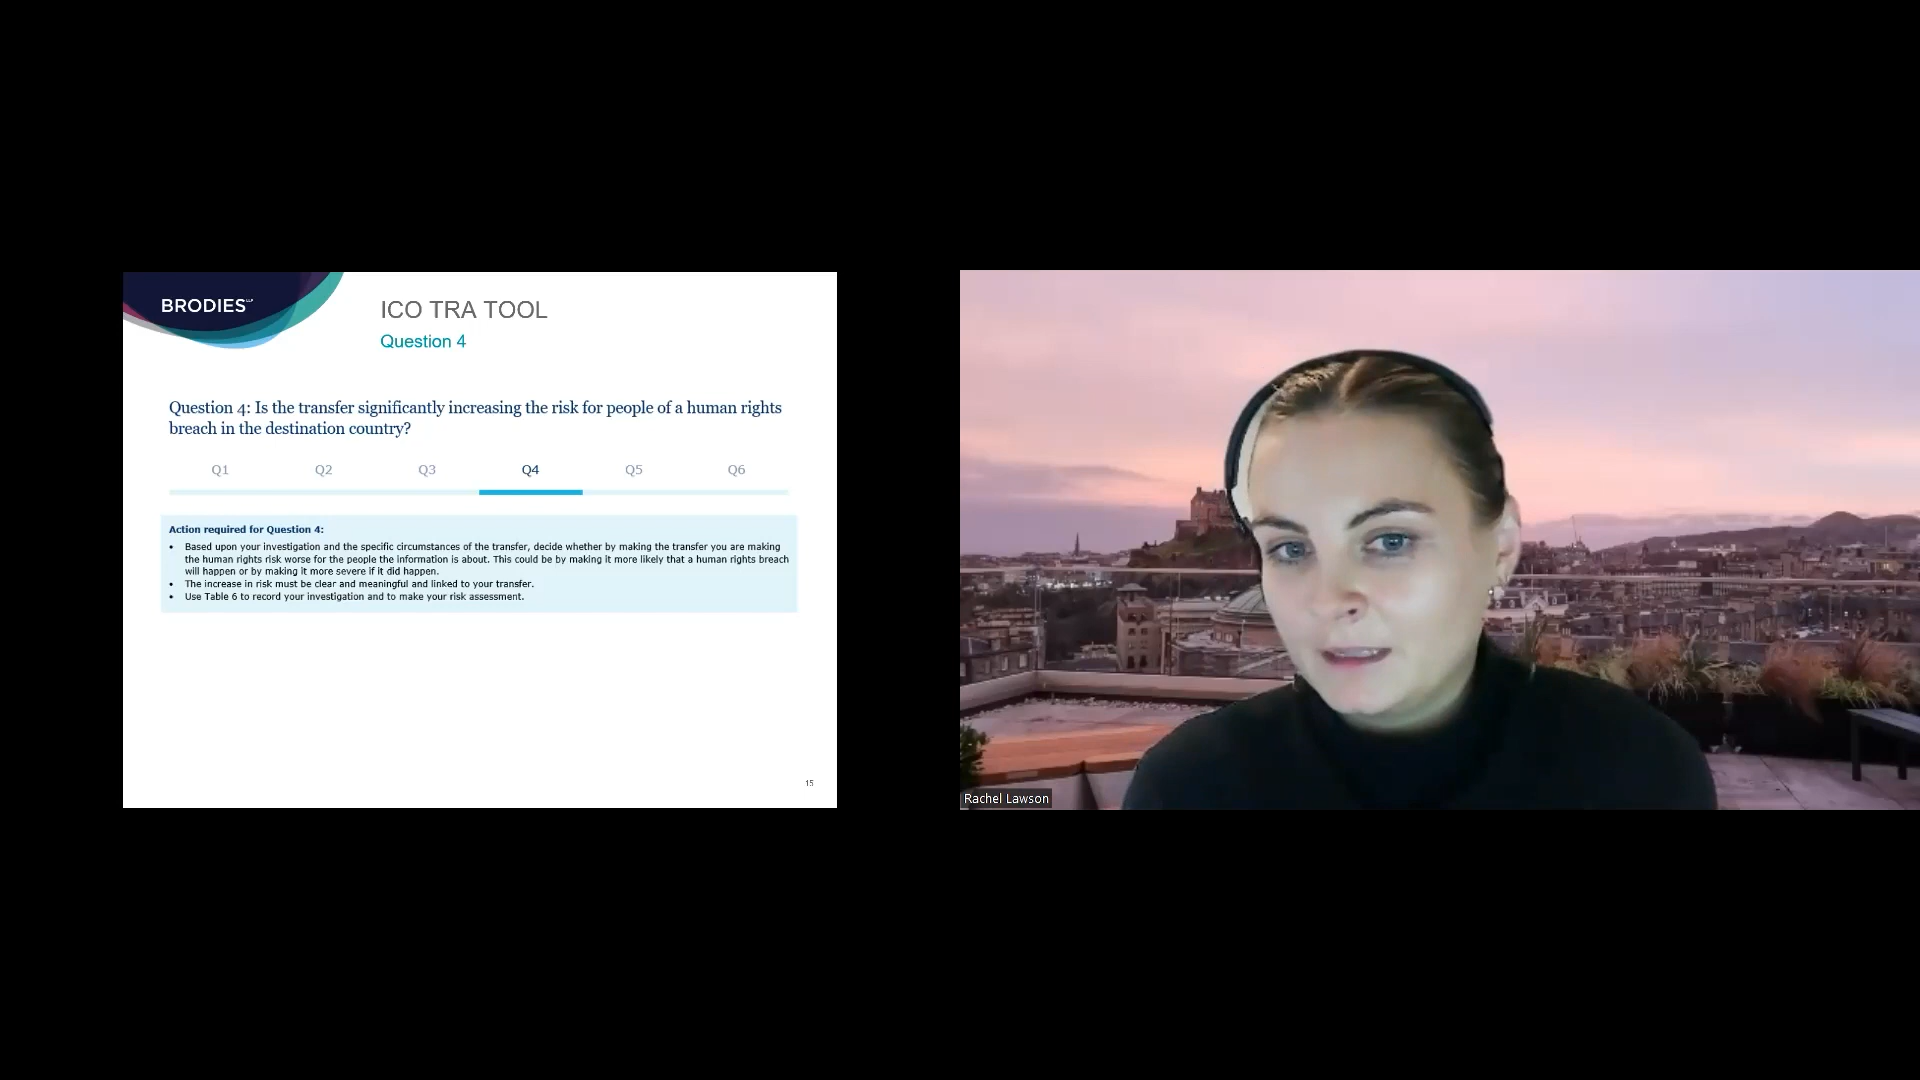 BRODIES LLP
ICO TRA TOOL
Question 4
Question 4: Is the transfer significantly increasing the risk for people of a human rights
breach in the destination country?
Q1 Q2 Q3 Q4 Q5 Q6
Action required for Question 4:
• Based upon your investigation and the specific circumstances of the transfer, decide whether by making the transfer you are making
the human rights risk worse for the people the information is about. This could be by making it more likely that a human rights breach
will happen or by making it more severe if it did happen.
• The increase in risk must be clear and meaningful and linked to your transfer.
• Use Table 6 to record your investigation and to make your risk assessment.
15
Rachel Lawson